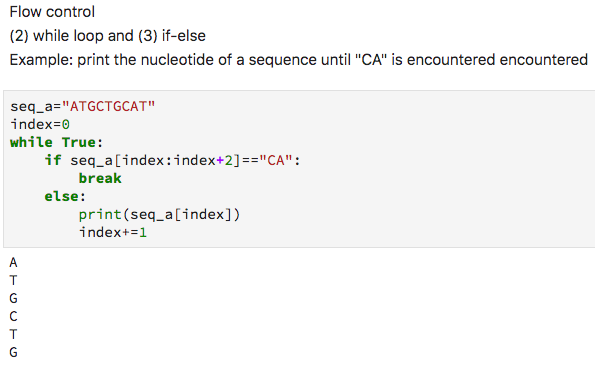 Flow control
(2) while loop and (3) if-else
Example: print the nucleotide of a sequence until "CA" is encountered encountered
seq_a="ATGCTGCAT"
index=0
while True:
    if seq_a[index:index+2]=="CA":
        break
    else:
        print(seq_a[index])
        index+=1
A
T
G
C
T
G